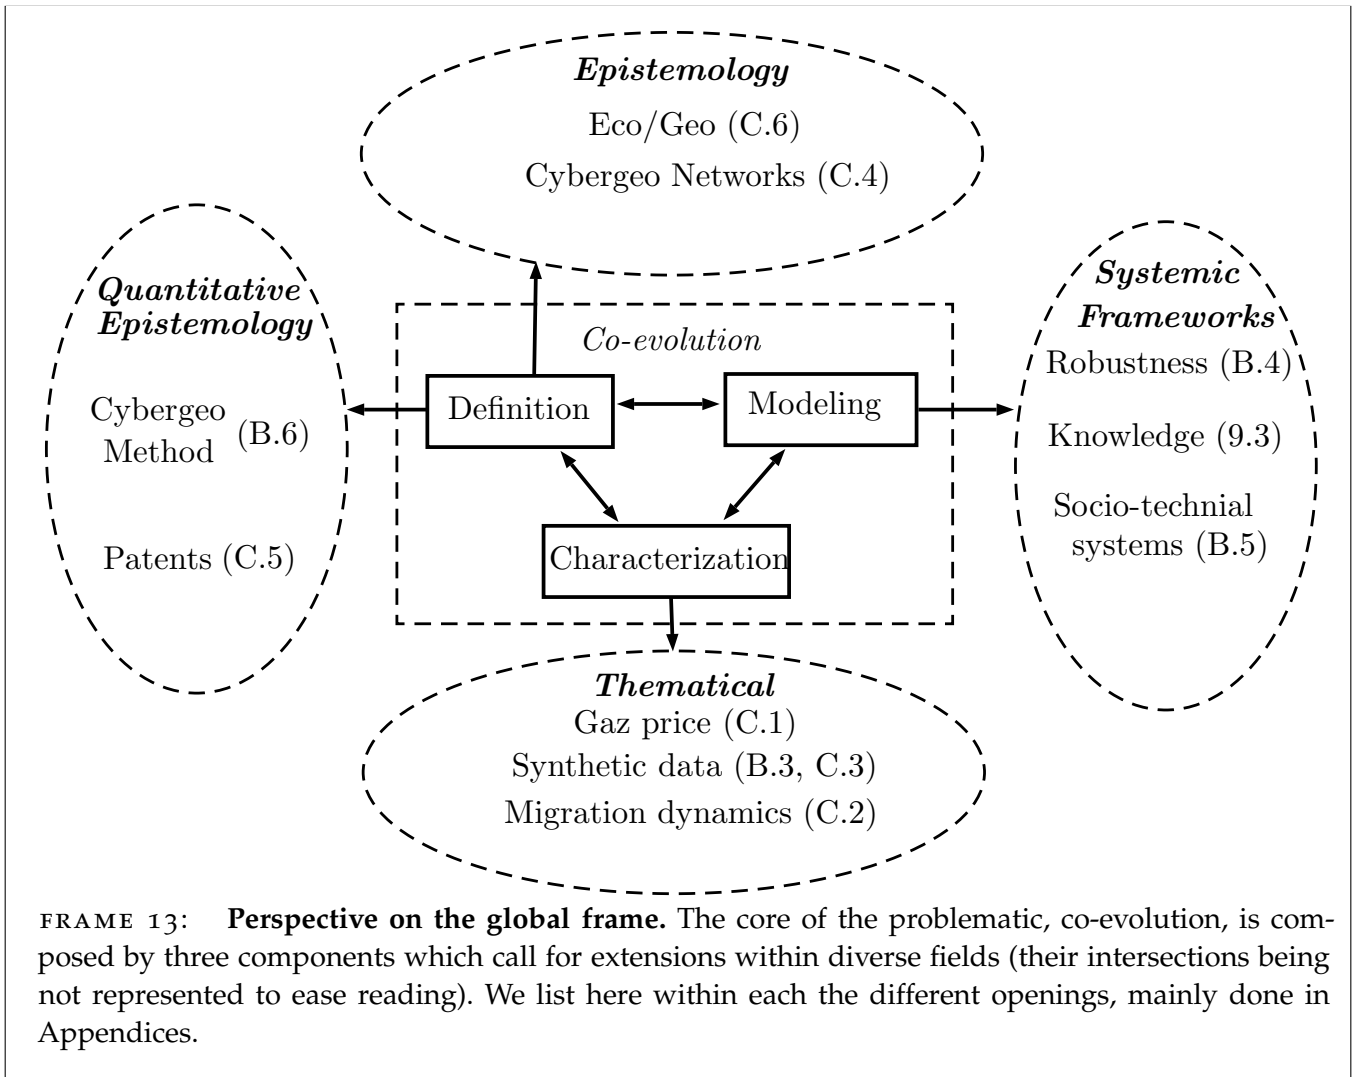 Epistemology
Eco/Geo (C.6)
Cybergeo Networks (C.4)
Quantitative
Epistemology
Cybergeo
Method (B.6)
Patents (C.5)
Co-evolution
Definition
Modeling
Characterization
Systemic
Frameworks
Robustness (B.4)
Knowledge (9.3)
Socio-technial
systems (B.5)
Thematical
Gaz price (C.1)
Synthetic data (B.3, C.3)
Migration dynamics (C.2)
FRAME 13: Perspective on the global frame. The core of the problematic, co-evolution, is com-
posed by three components which call for extensions within diverse fields (their intersections being
not represented to ease reading). We list here within each the different openings, mainly done in
Appendices.